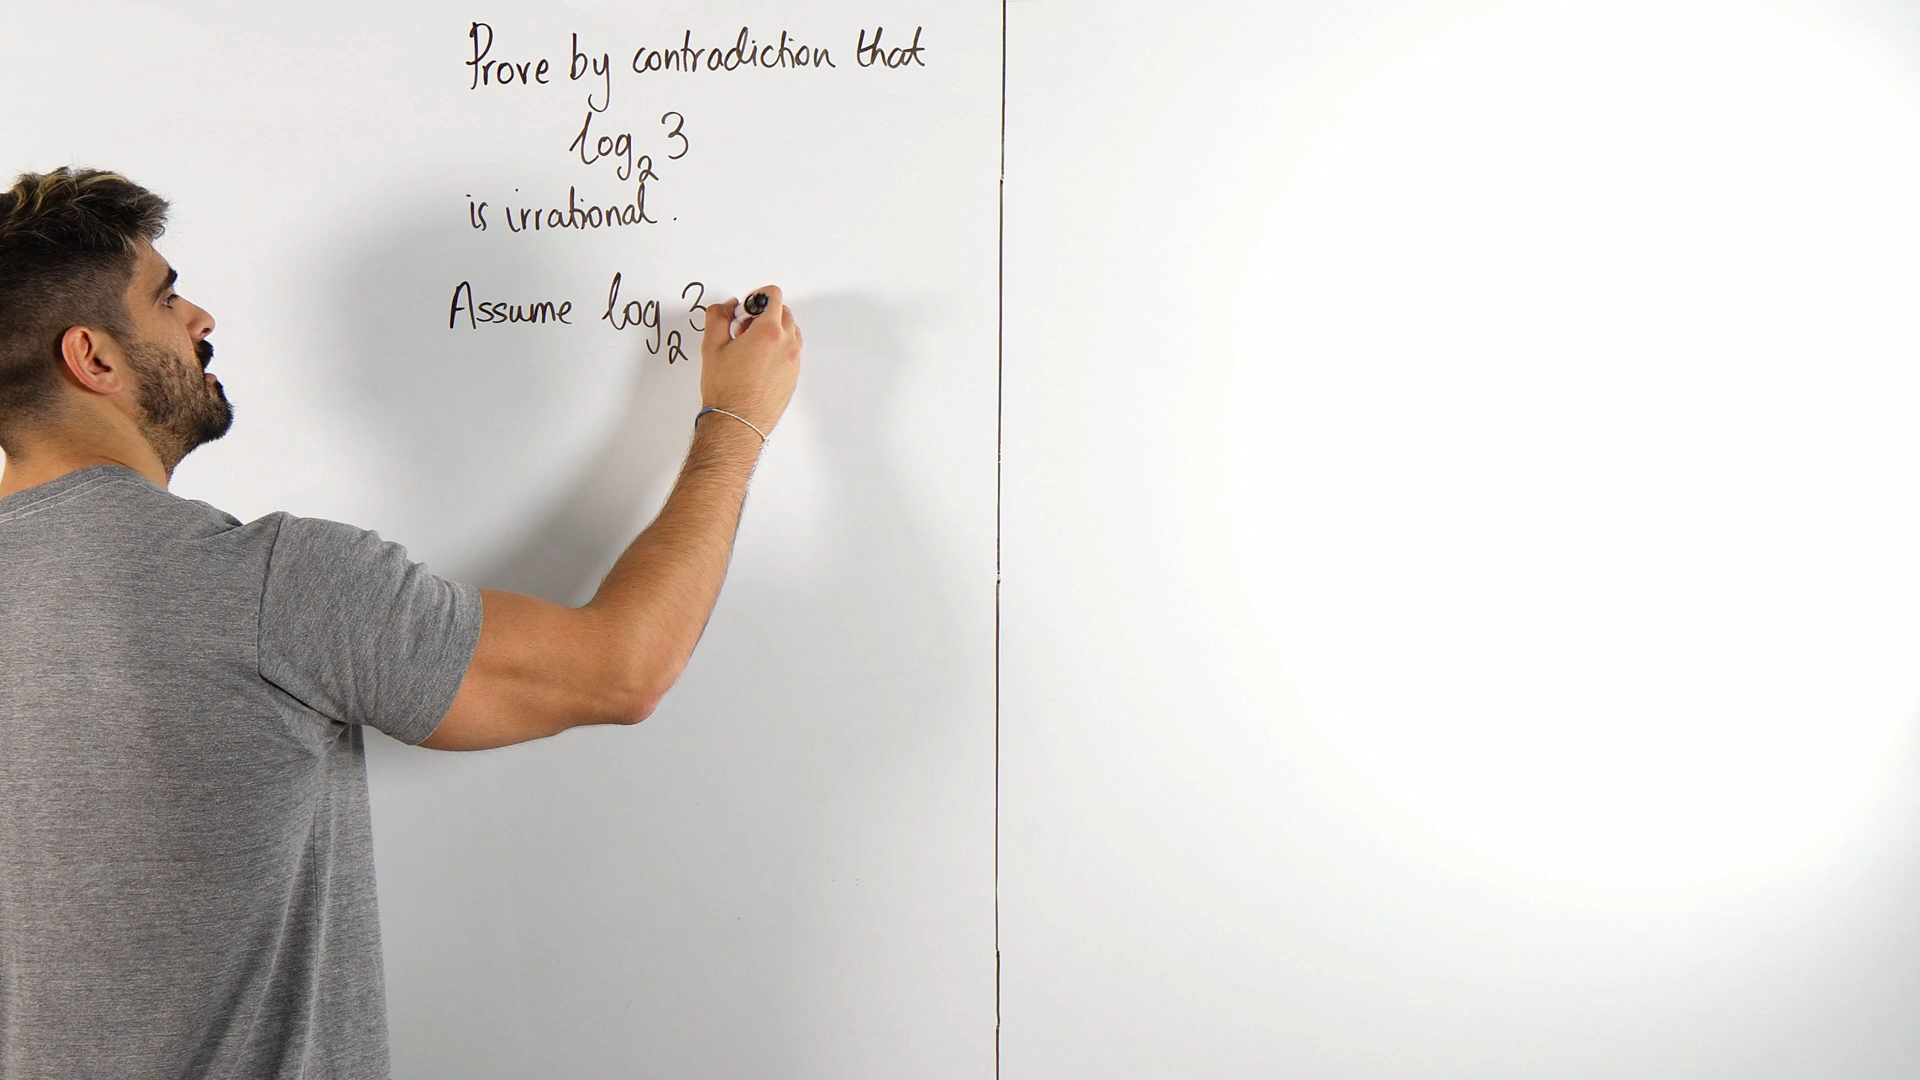 Prove by contradiction that
log₂3
is irrational.
Assume log₂3